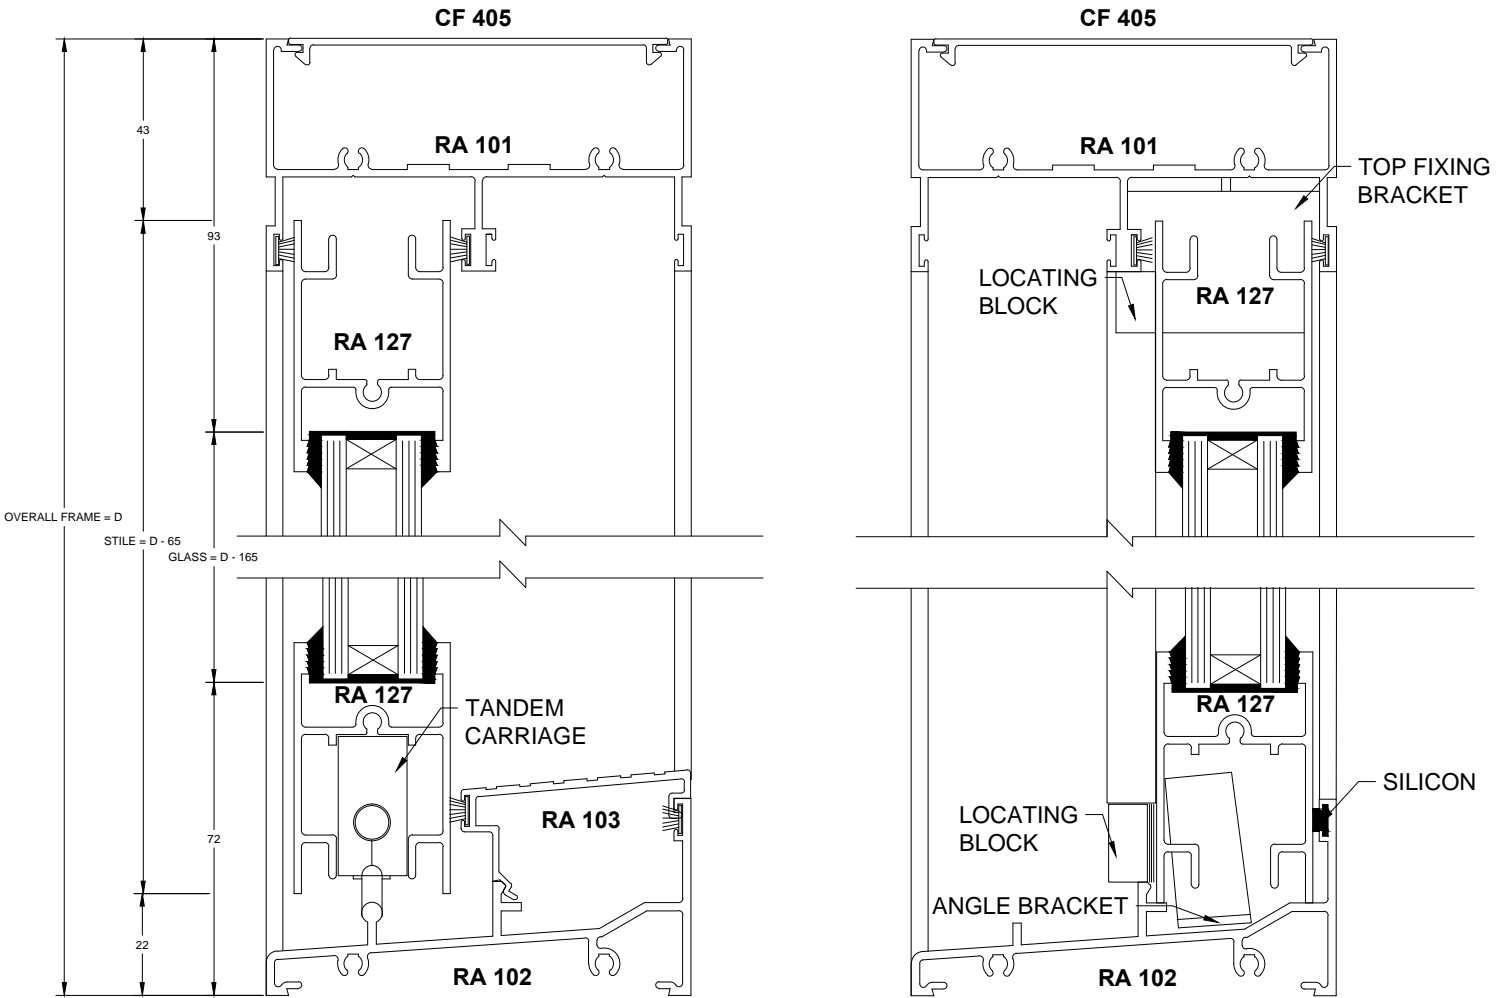 CF 405
CF 405
43
RA 101
RA 101
TOP FIXING
BRACKET
93
LOCATING
BLOCK
RA 127
RA 127
OVERALL FRAME = D
STILE = D - 65
GLASS = D - 165
RA 127
RA 127
TANDEM
CARRIAGE
SILICON
RA 103
LOCATING
BLOCK
72
ANGLE BRACKET
22
RA 102
RA 102